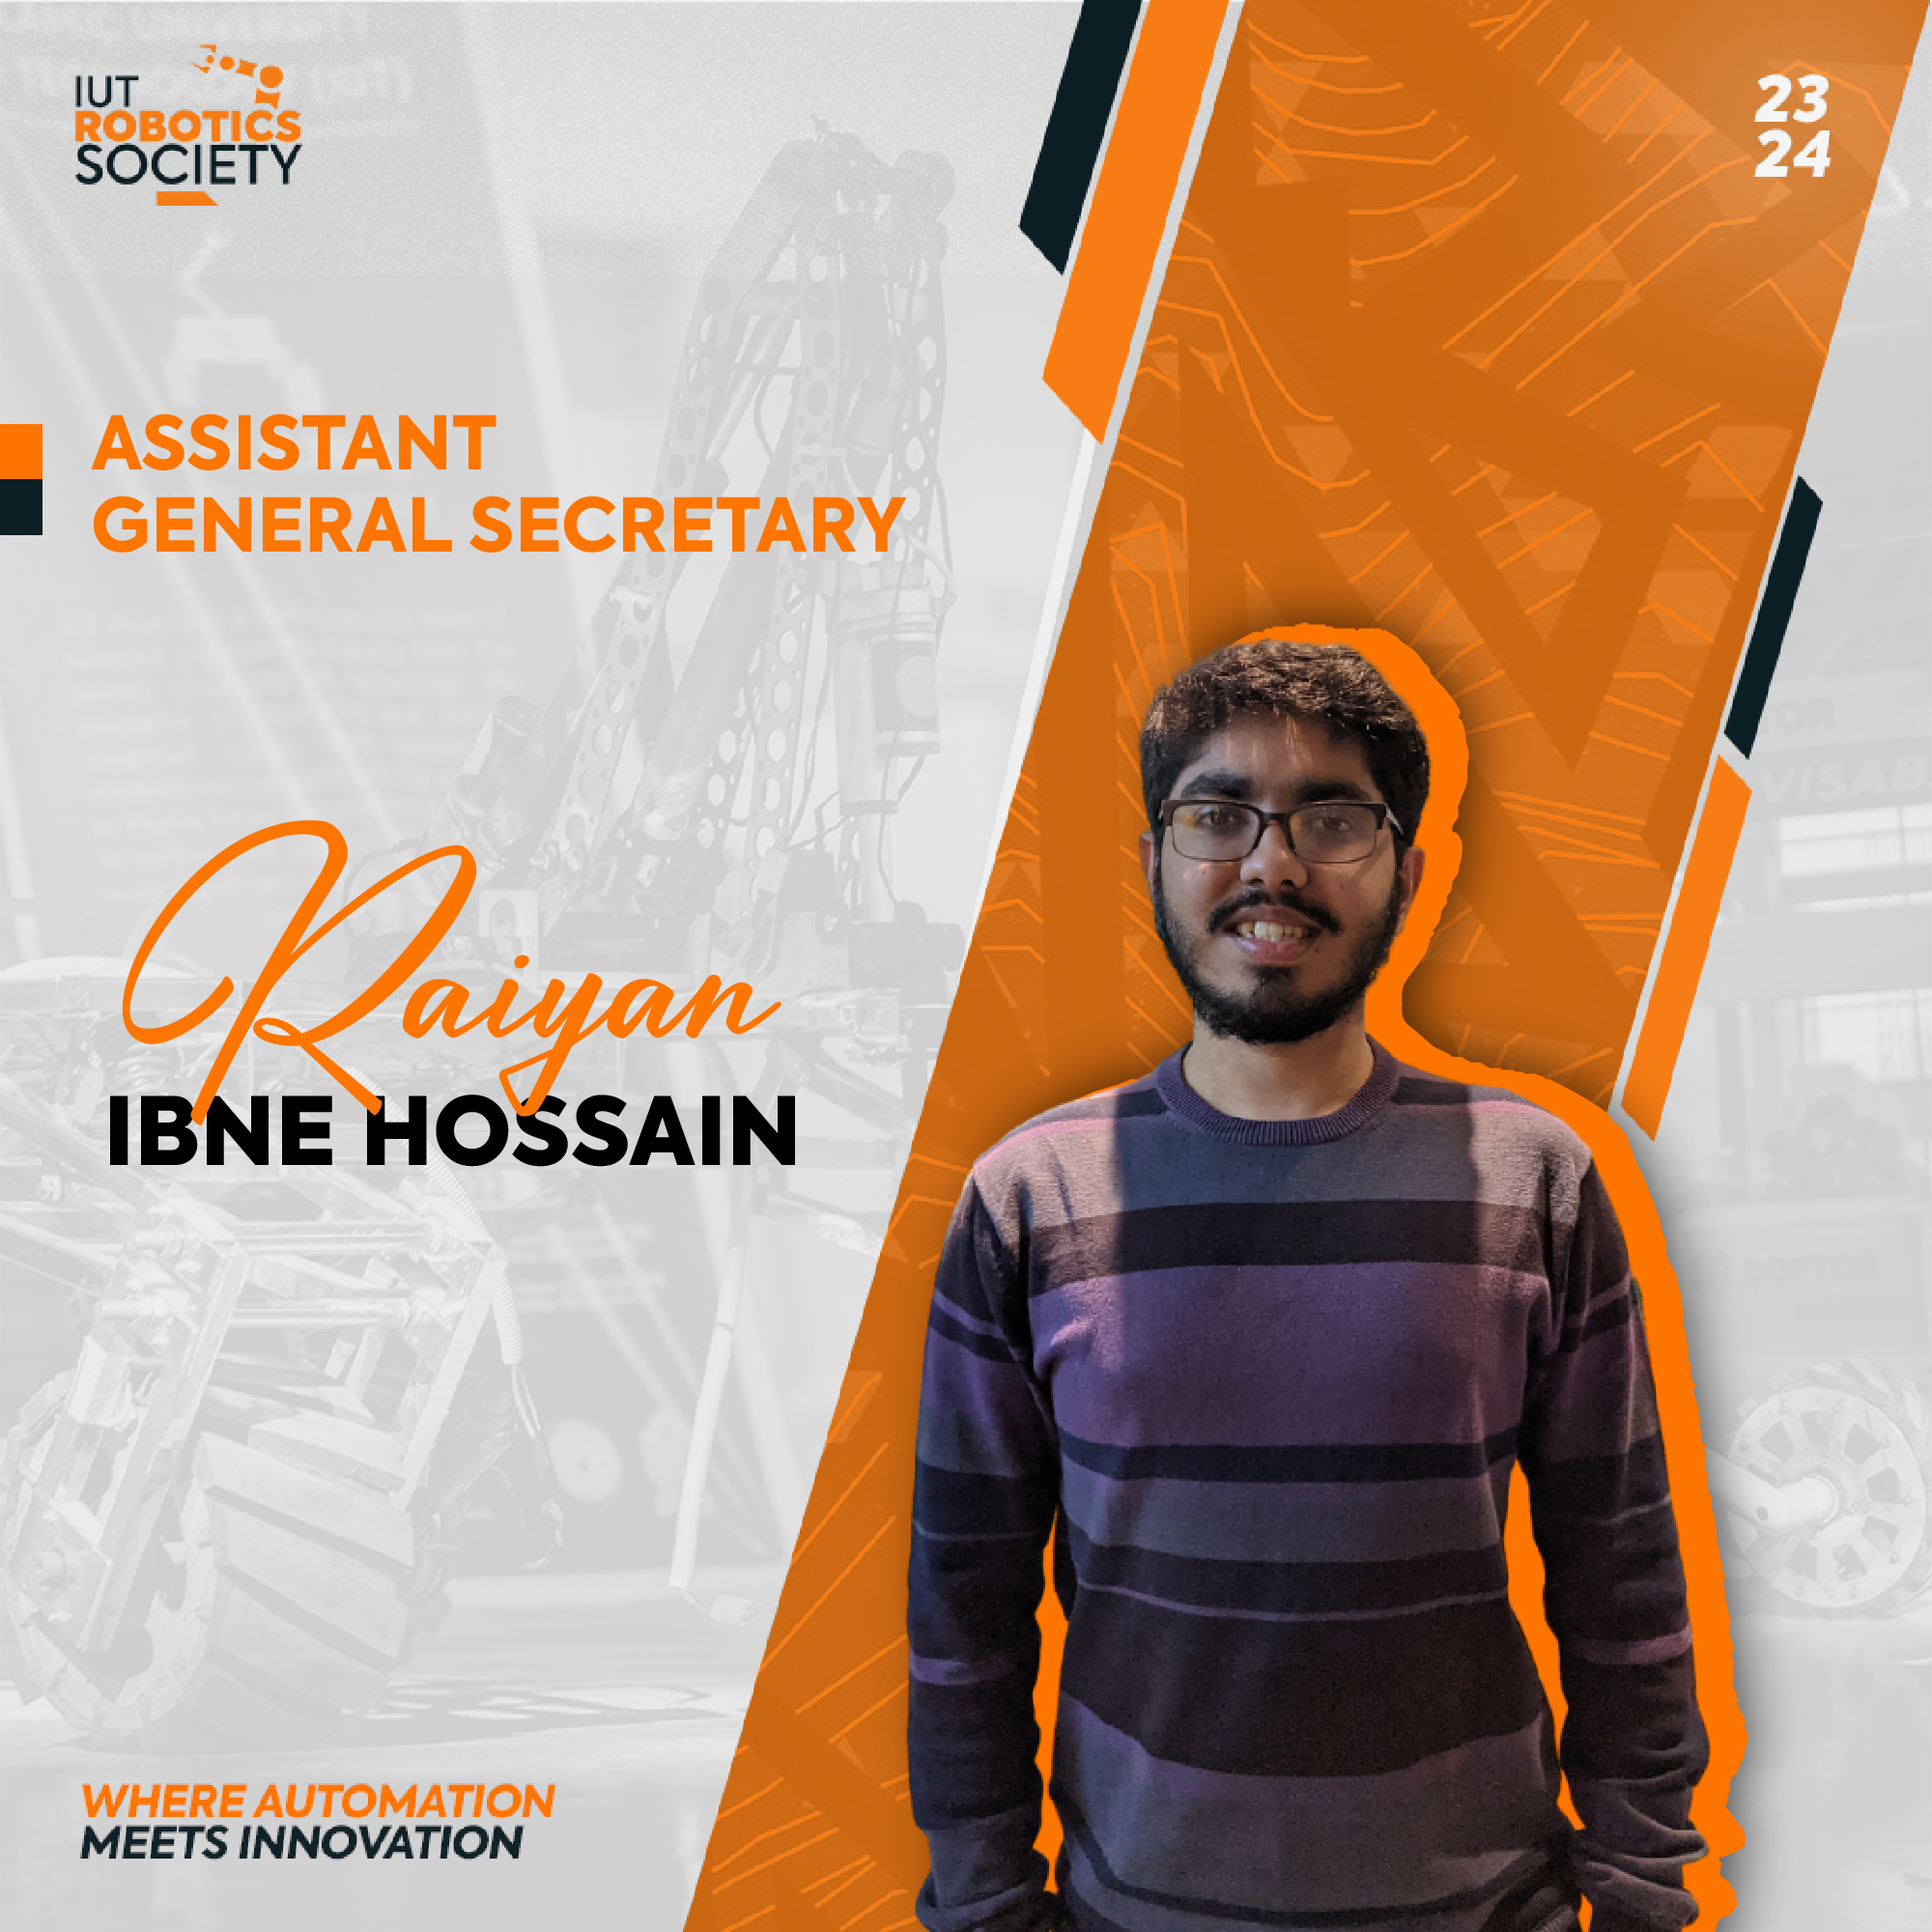 IUT
ROBOTICS
SOCIETY
23
24
ASSISTANT
GENERAL SECRETARY
Raiyan
IBNE HOSSAIN
WHERE AUTOMATION
MEETS INNOVATION